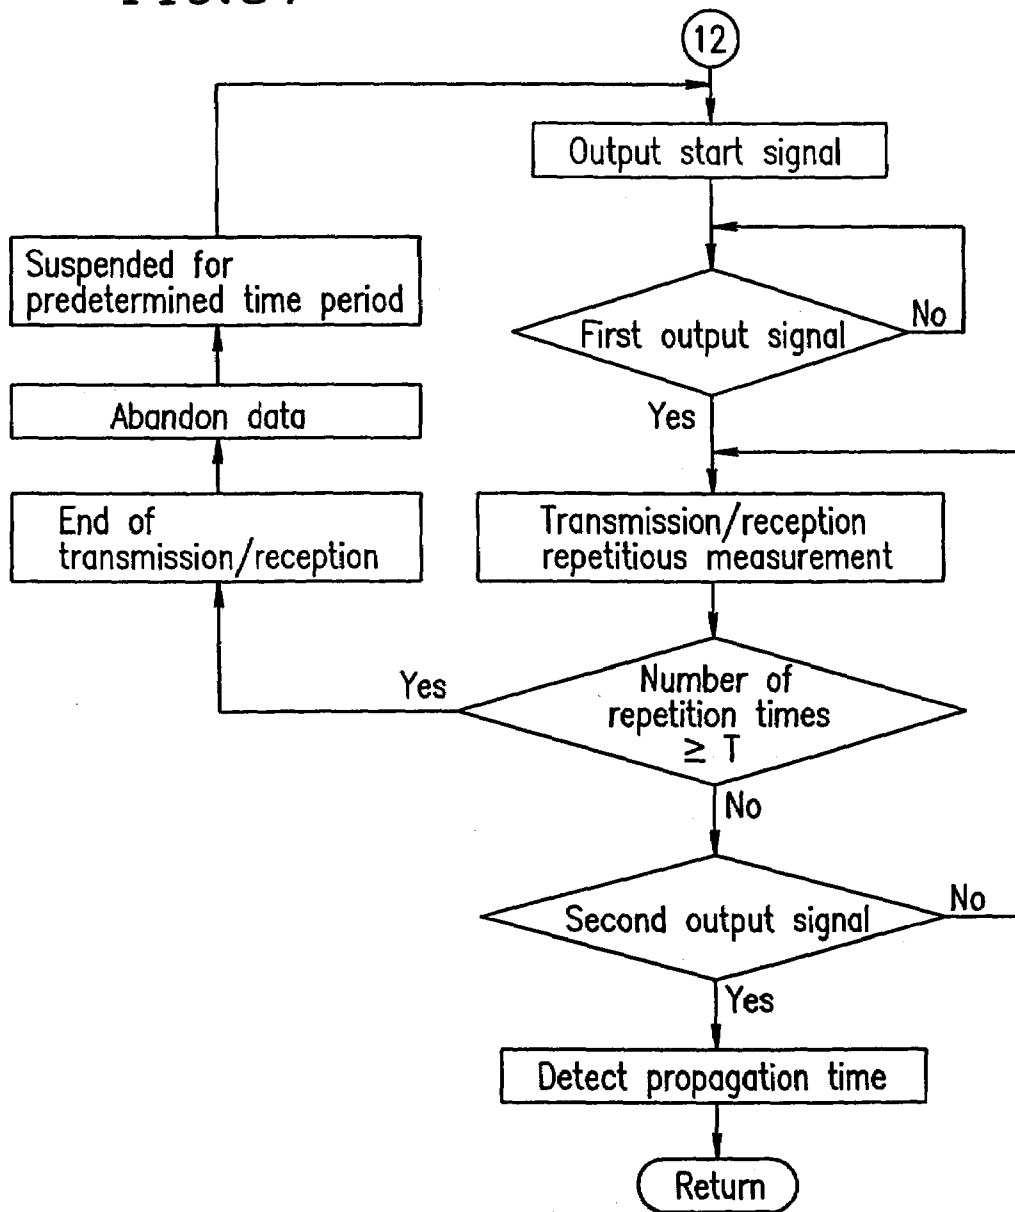 12
Output start signal
Suspended for
predetermined time period
First output signal
No
Abandon data
Yes
End of
transmission/reception
Transmission/reception
repetitious measurement
Yes
Number of
repetition times
≥ T
No
Second output signal
No
Yes
Detect propagation time
Return